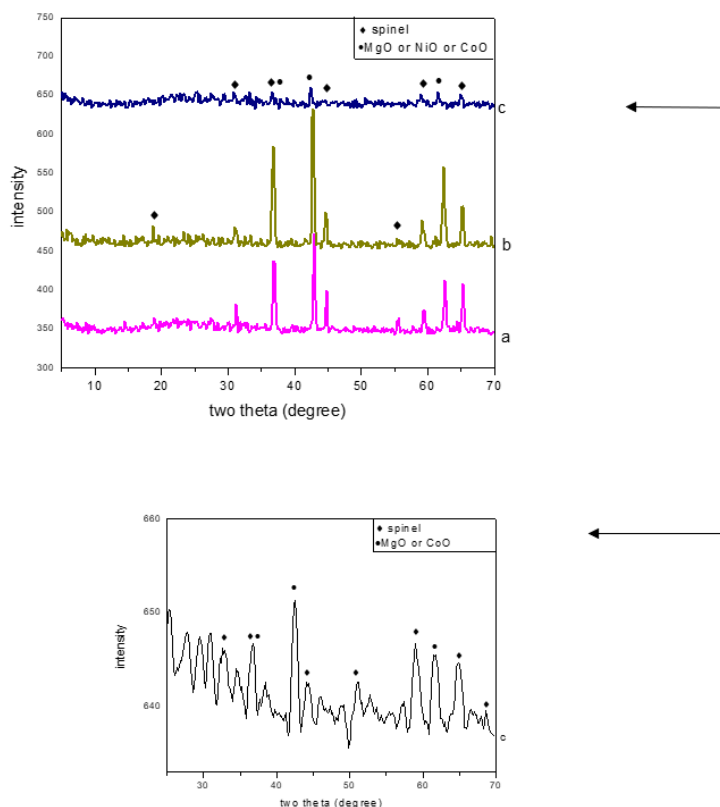 750
♦ spinel
•MgO or NiO or CoO
700
650
c
600
550
intensity
500
450
b
400
350
a
300
10 20 30 40 50 60 70
two theta (degree)
660
♦ spinel
•MgO or CoO
650
intensity
640
c
30 40 50 60 70
two theta (degree)